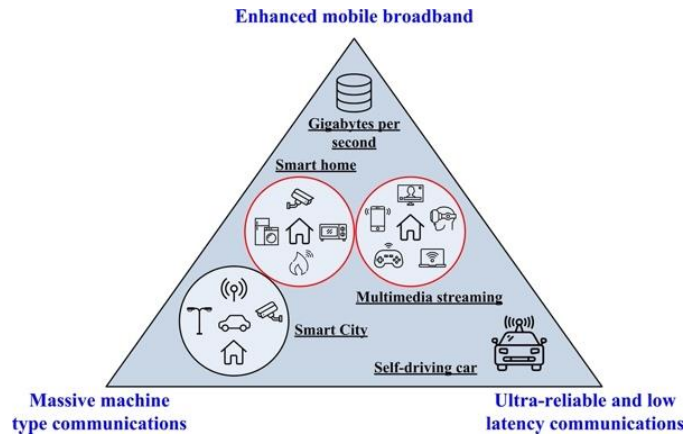 Enhanced mobile broadband
Gigabytes per
second
Smart home
Multimedia streaming
Smart City
Self-driving car
Massive machine
type communications
Ultra-reliable and low
latency communications